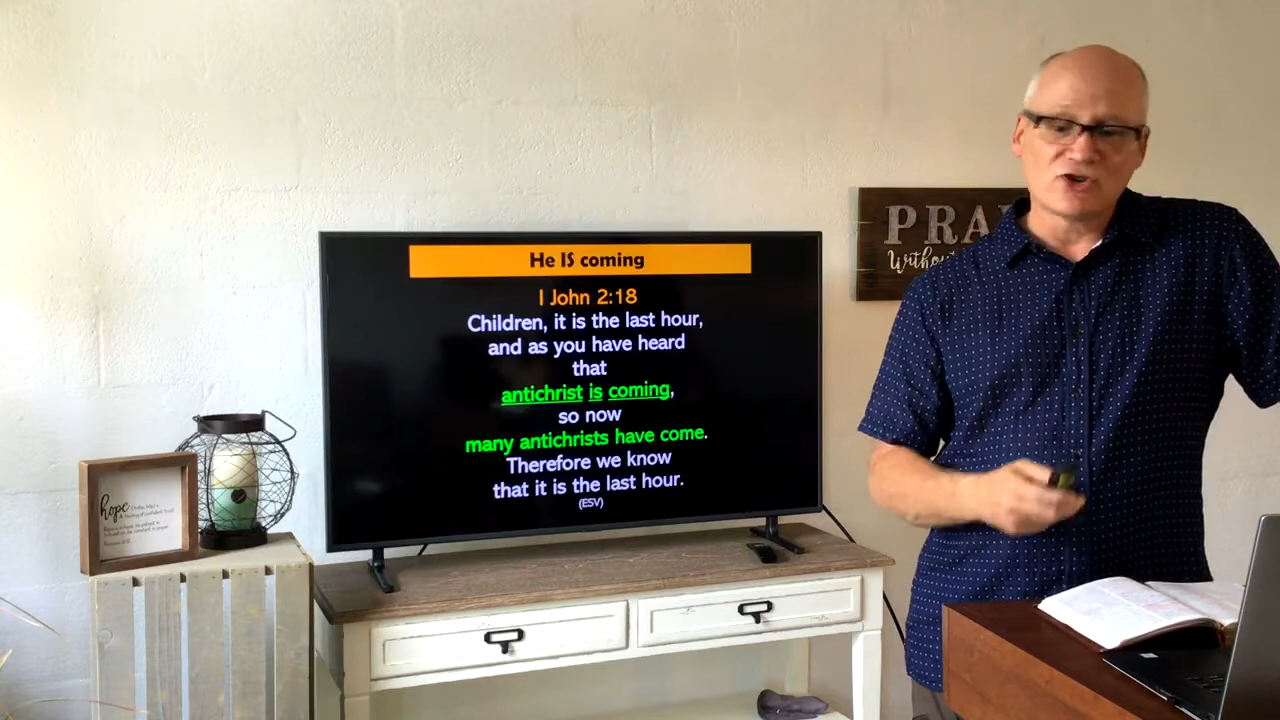 He IS coming
I John 2:18
Children, it is the last hour,
and as you have heard
that
antichrist is coming,
so now
many antichrists have come.
Therefore we know
that it is the last hour.
(ESV)
PRA
Witho
hope